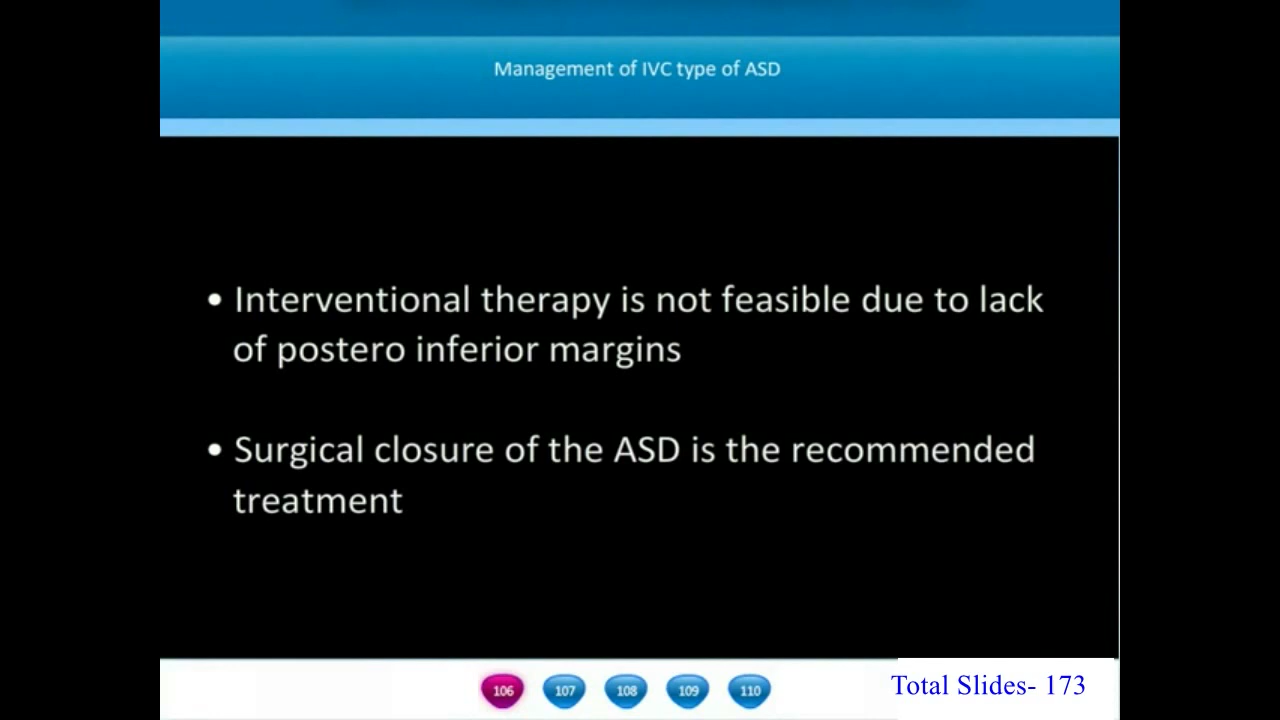 Management of IVC type of ASD
• Interventional therapy is not feasible due to lack
of postero inferior margins
• Surgical closure of the ASD is the recommended
treatment
106 107 108 109 110
Total Slides- 173